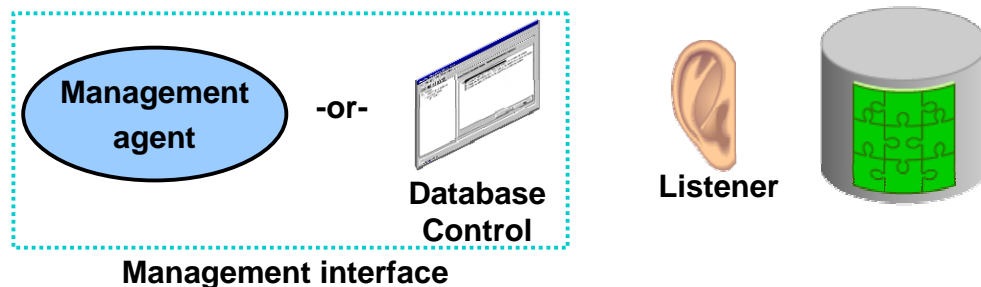 Management
agent
-or-
Database
Control
Management interface
Listener